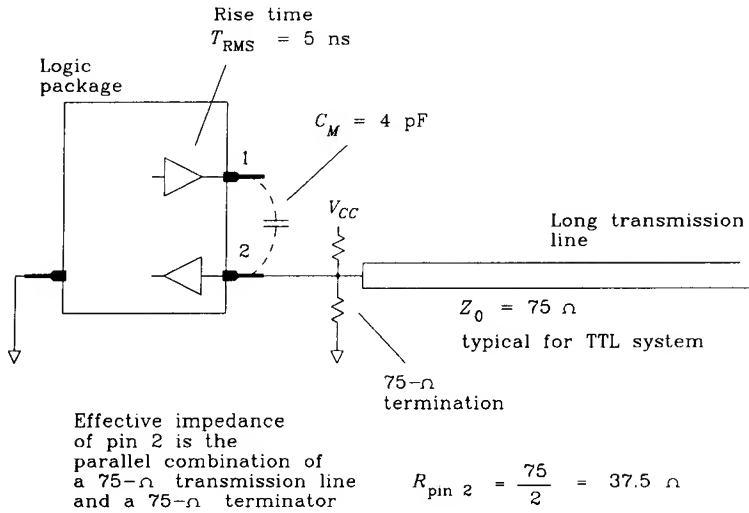 Rise time
T_RMS = 5 ns
Logic
package
C_M = 4 pF
1
V_CC
Long transmission
line
2
Z_0 = 75 Ω
typical for TTL system
75-Ω
termination
Effective impedance
of pin 2 is the
parallel combination of
a 75-Ω transmission line
and a 75-Ω terminator
R_pin 2 = 75/2 = 37.5 Ω